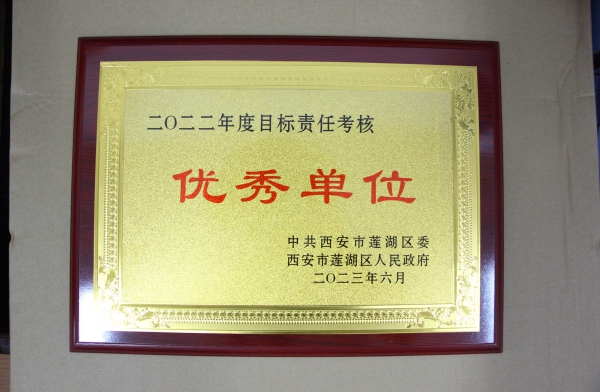 二〇二二年度目标责任考核
优秀单位
中共西安市莲湖区委
西安市莲湖区人民政府
二〇二三年六月